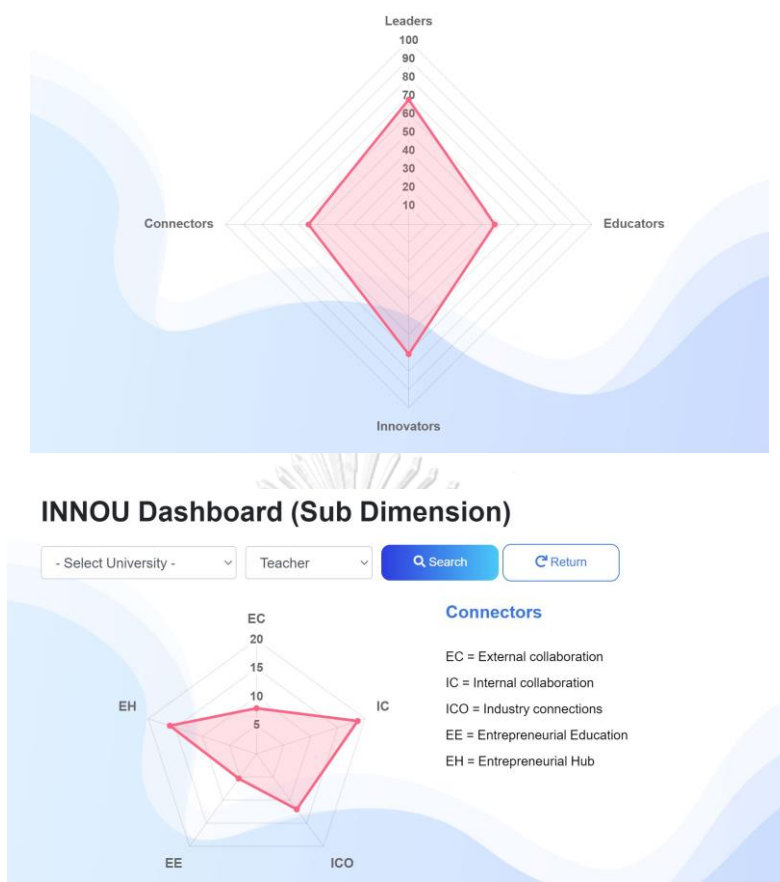 Leaders
100
90
80
70
60
50
40
30
20
10
Connectors
Educators
Innovators
INNOU Dashboard (Sub Dimension)
- Select University -
Teacher
Search
Return
EC
20
15
10
5
EH
IC
EE
ICO
Connectors
EC = External collaboration
IC = Internal collaboration
ICO = Industry connections
EE = Entrepreneurial Education
EH = Entrepreneurial Hub